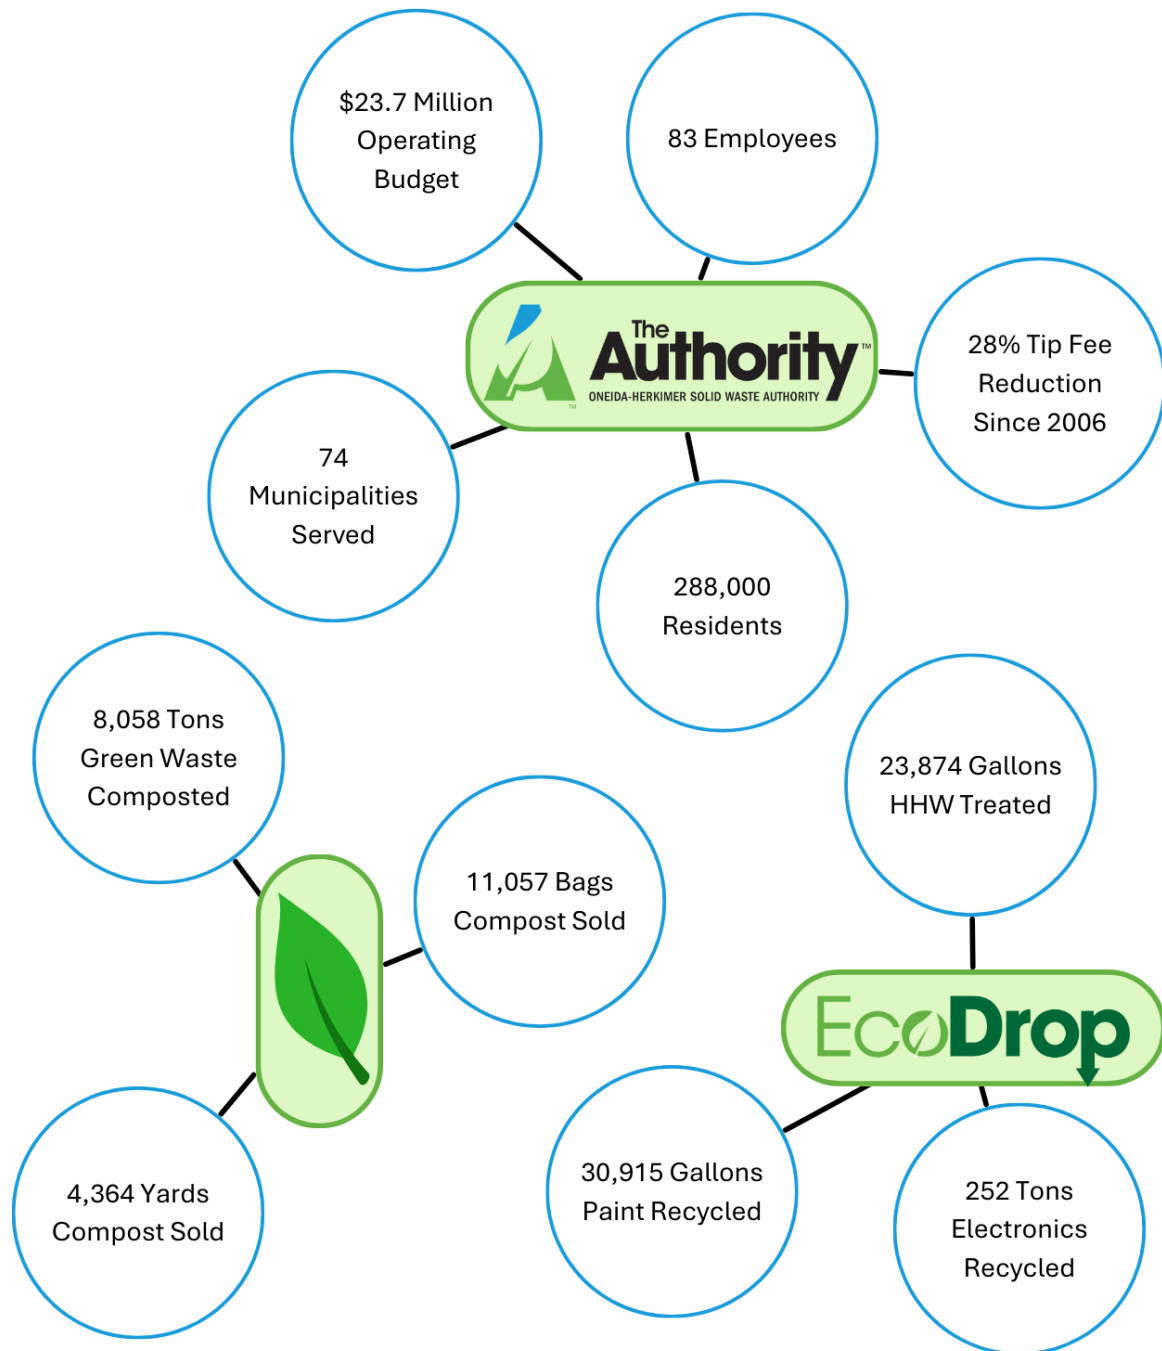 $23.7 Million
Operating
Budget
83 Employees
The
Authority™
ONEIDA-HERKIMER SOLID WASTE AUTHORITY
™
28% Tip Fee
Reduction
Since 2006
74
Municipalities
Served
288,000
Residents
8,058 Tons
Green Waste
Composted
11,057 Bags
Compost Sold
4,364 Yards
Compost Sold
23,874 Gallons
HHW Treated
EcoDrop
30,915 Gallons
Paint Recycled
252 Tons
Electronics
Recycled